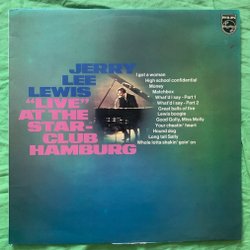 PHILIPS
JERRY
LEE
LEWIS
"LIVE"
AT THE
STAR-
CLUB
HAMBURG
I got a woman
High school confidential
Money
Matchbox
What'd I say - Part 1
What'd I say - Part 2
Great balls of fire
Lewis boogie
Good Golly, Miss Molly
Your cheatin' heart
Hound dog
Long tall Sally
Whole lotta shakin' goin' on